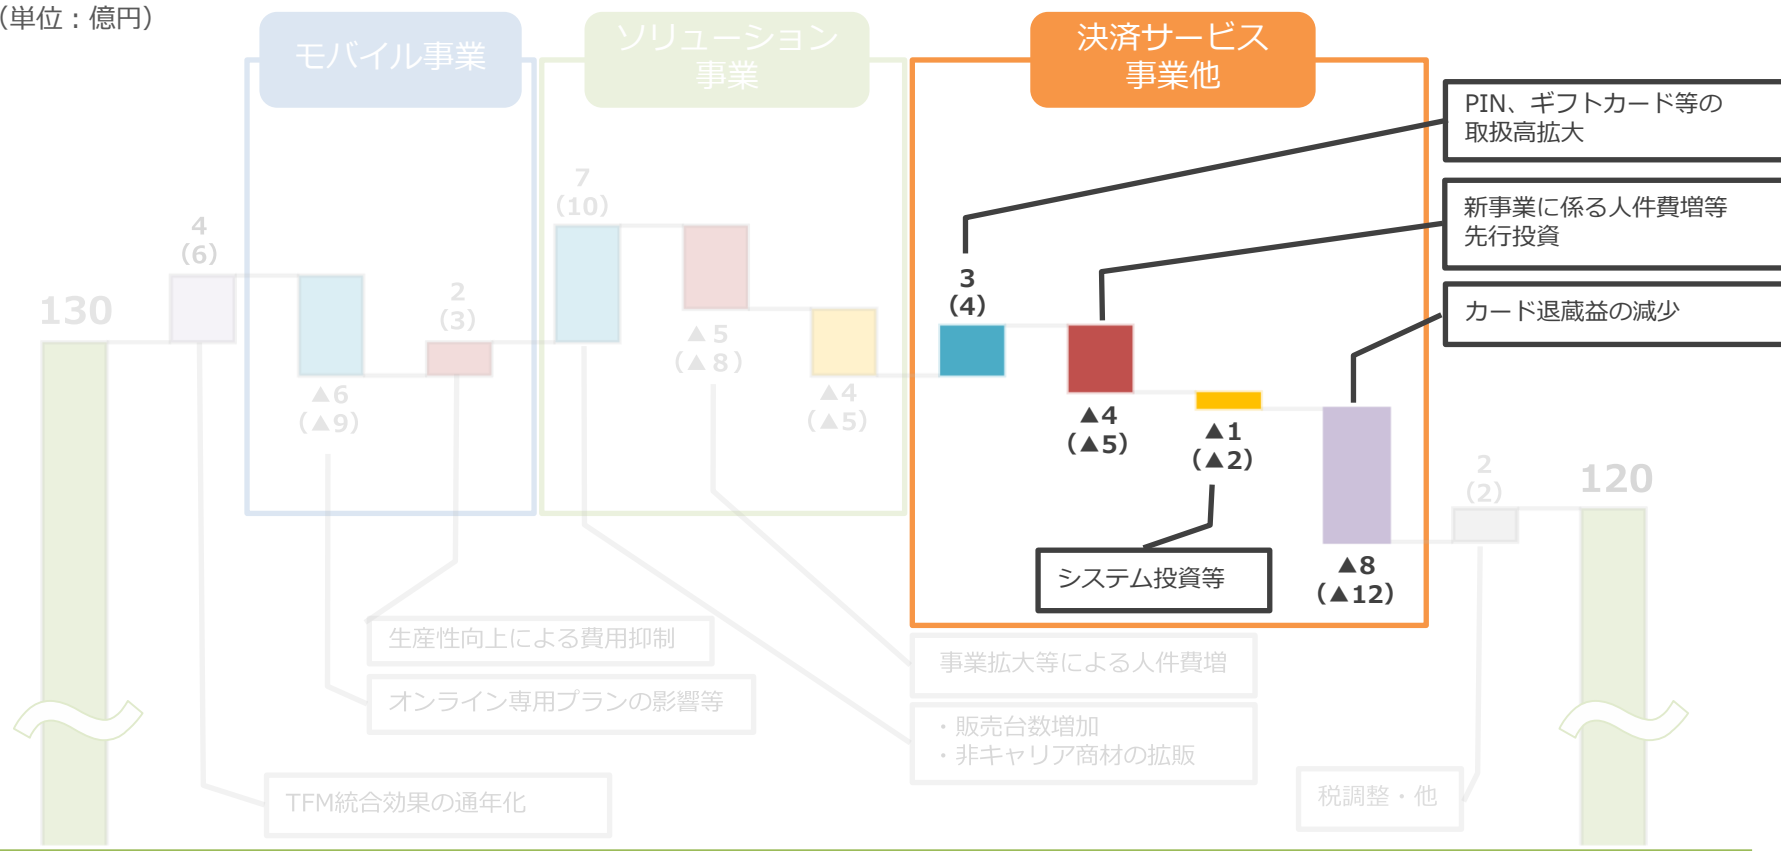 （単位：億円）
モバイル事業
ソリューション
事業
決済サービス
事業他
PIN、ギフトカード等の
取扱高拡大
新事業に係る人件費増等
先行投資
カード退蔵益の減少
130
4
（6）
▲6
（▲9）
2
（3）
7
（10）
▲5
（▲8）
▲4
（▲5）
3
（4）
▲4
（▲5）
▲1
（▲2）
▲8
（▲12）
2
（2）
120
システム投資等
生産性向上による費用抑制
オンライン専用プランの影響等
TFM統合効果の通年化
事業拡大等による人件費増
・販売台数増加
・非キャリア商材の拡販
税調整・他